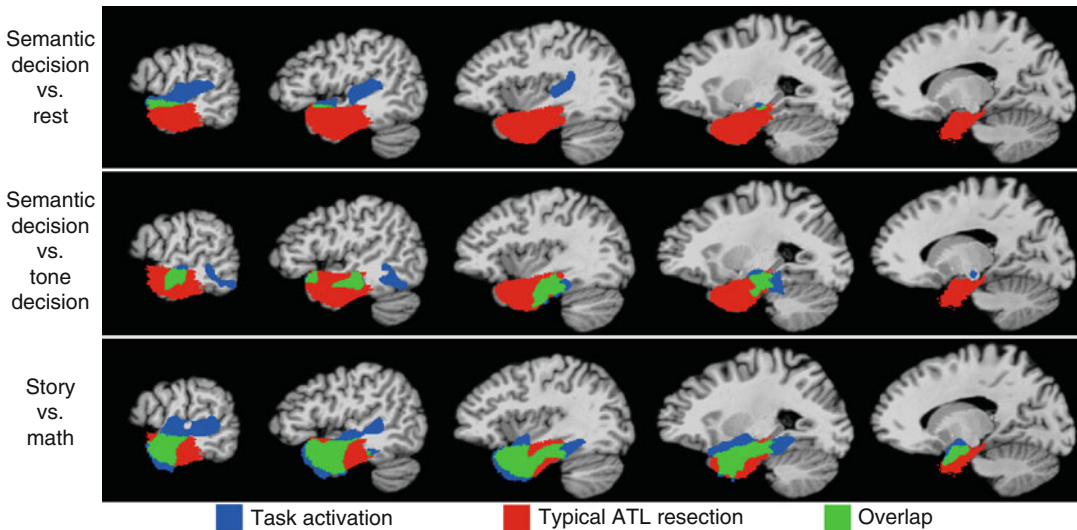 Semantic
decision
vs.
rest
Semantic
decision
vs.
tone
decision
Story
vs.
math
Task activation
Typical ATL resection
Overlap